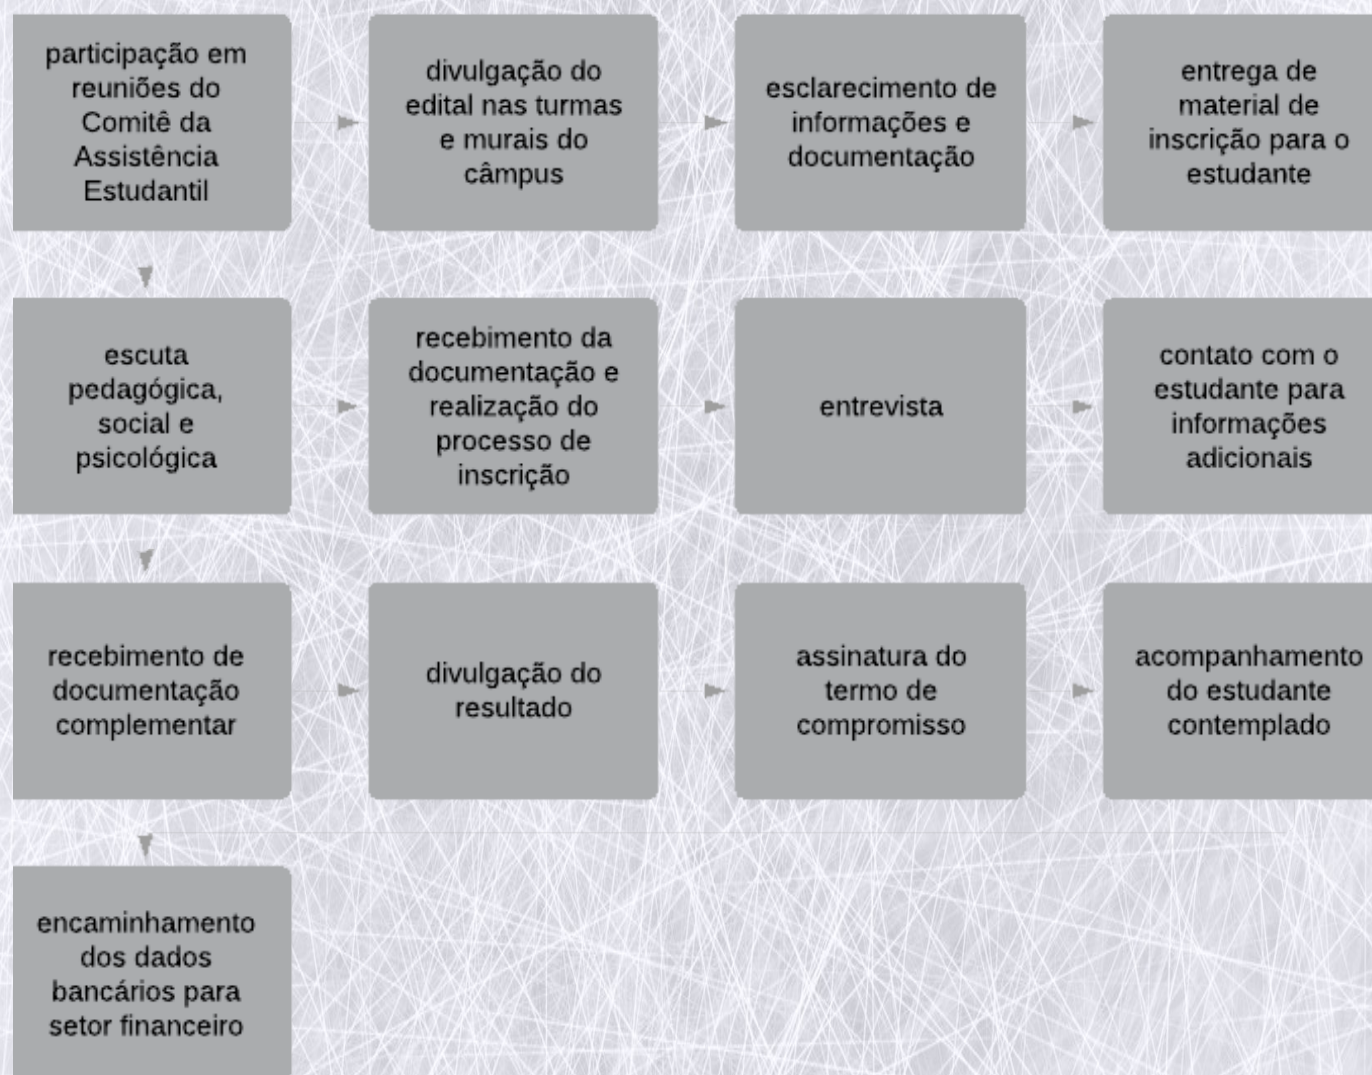 participação em
reuniões do
Comitê da
Assistência
Estudantil
divulgação do
edital nas turmas
e murais do
câmpus
esclarecimento de
informações e
documentação
entrega de
material de
inscrição para o
estudante
escuta
pedagógica,
social e
psicológica
recebimento da
documentação e
realização do
processo de
inscrição
entrevista
contato com o
estudante para
informações
adicionais
recebimento de
documentação
complementar
divulgação do
resultado
assinatura do
termo de
compromisso
acompanhamento
do estudante
contemplado
encaminhamento
dos dados
bancários para
setor financeiro